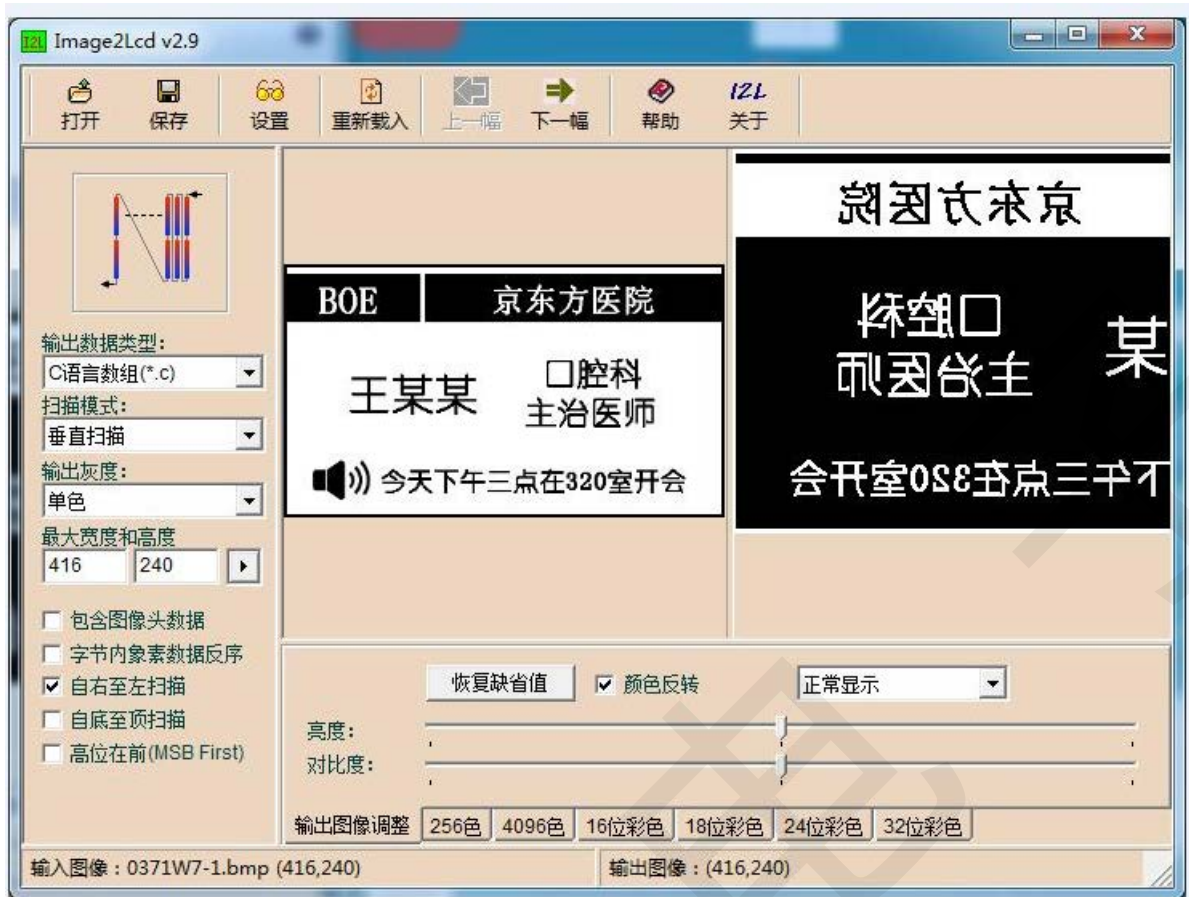 Image2Lcd v2.9
打开 保存 设置 重新载入 上一幅 下一幅 帮助 I2L 关于
输出数据类型:
C语言数组(*.c)
扫描模式:
垂直扫描
输出灰度:
单色
最大宽度和高度
416 240
包含图像头数据
字节内象素数据反序
自右至左扫描
自底至顶扫描
高位在前(MSB First)
BOE 京东方医院
王某某 口腔科
主治医师
今天下午三点在320室开会
京东方医院
口腔科
某 主治医师
下午三点在320室开会
恢复缺省值 颜色反转 正常显示
亮度:
对比度:
输出图像调整 256色 4096色 16位彩色 18位彩色 24位彩色 32位彩色
输入图像:0371W7-1.bmp (416,240) 输出图像:(416,240)